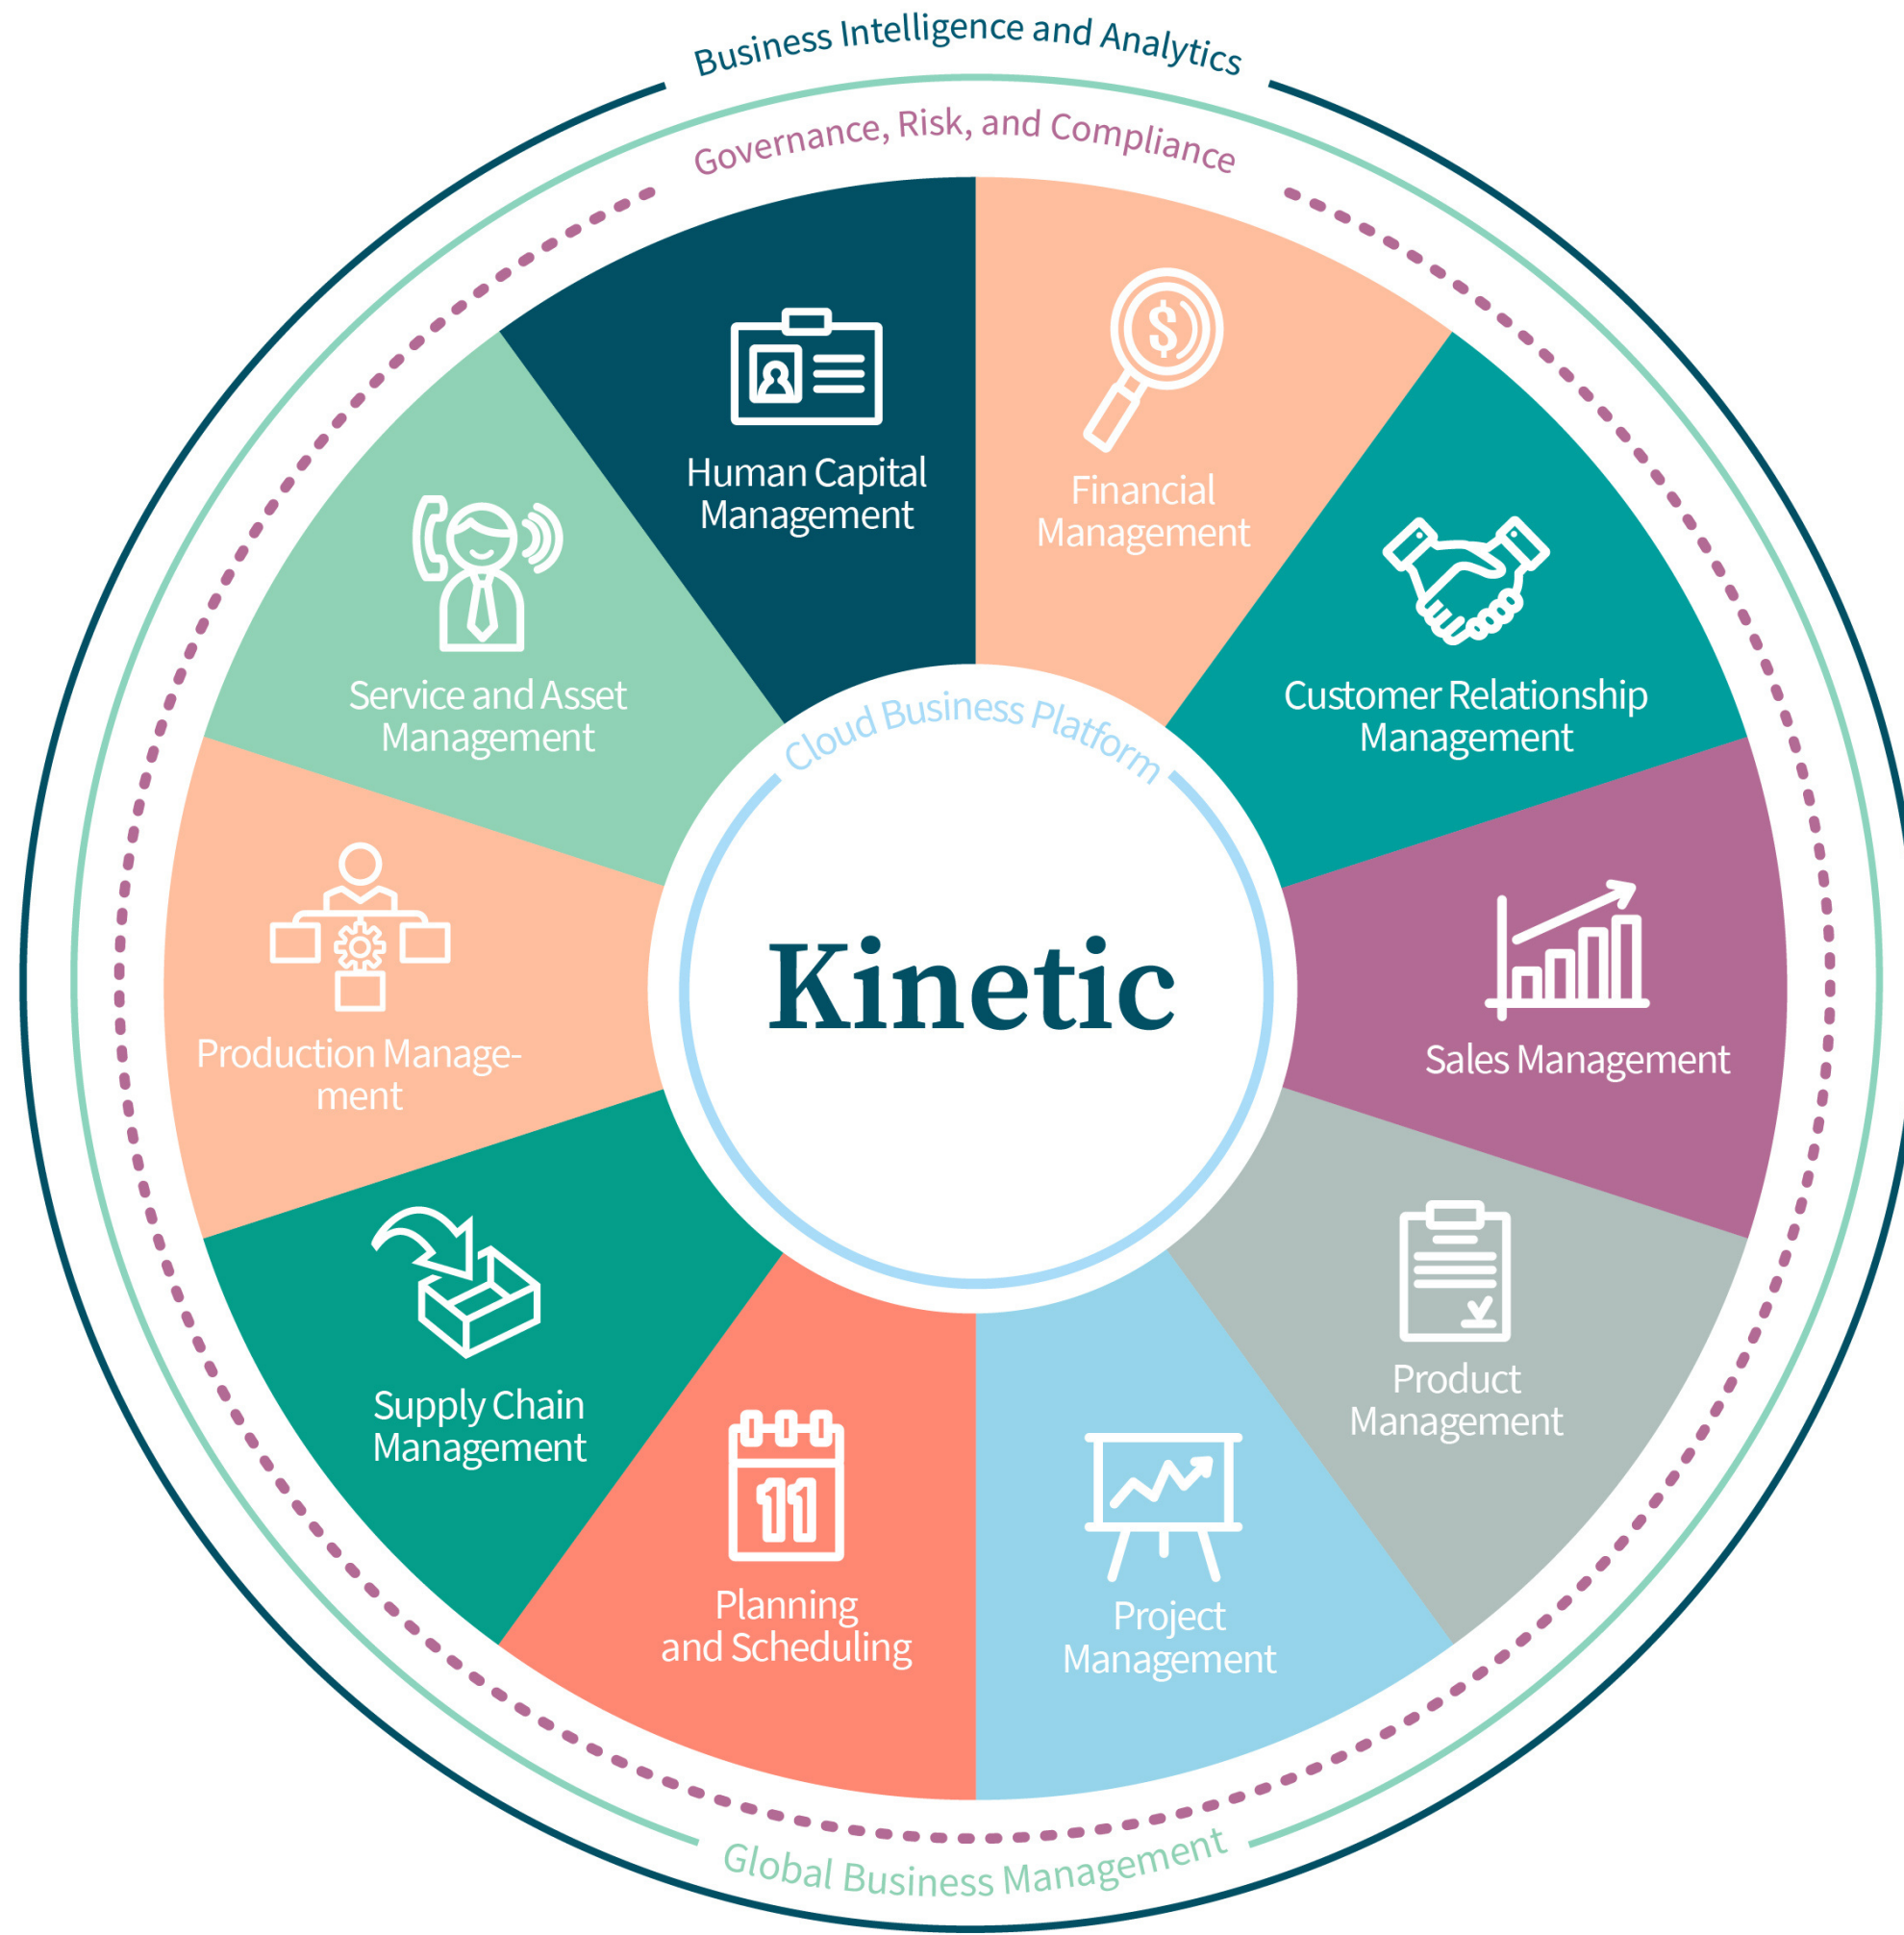 Business Intelligence and Analytics
Governance, Risk, and Compliance
Human Capital
Management
$
Financial
Management
Customer Relationship
Management
Service and Asset
Management
Cloud Business Platform
Kinetic
Sales Management
Production Manage-
ment
Product
Management
Supply Chain
Management
11
Planning
and Scheduling
Project
Management
Global Business Management